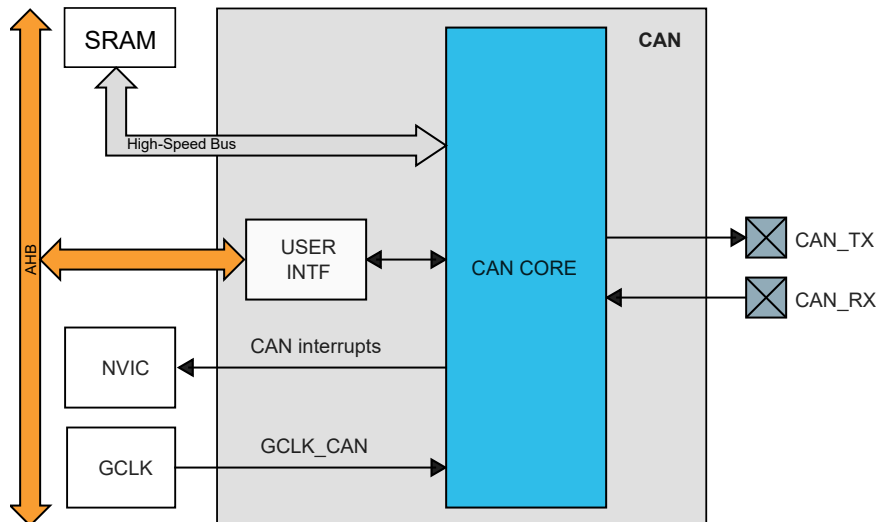 SRAM
CAN
High-Speed Bus
AHB
USER
INTF
CAN CORE
CAN_TX
CAN_RX
CAN interrupts
NVIC
GCLK_CAN
GCLK